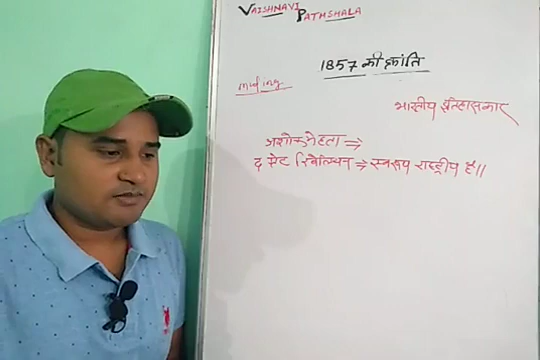 VAISHNAVI
PATHSHALA
1857 की क्रांति
भारतीय इतिहासकार
अशोक मेहता ⇒
द ग्रेट रिबेलियन ⇒ स्वरूप राष्ट्रीय है।।